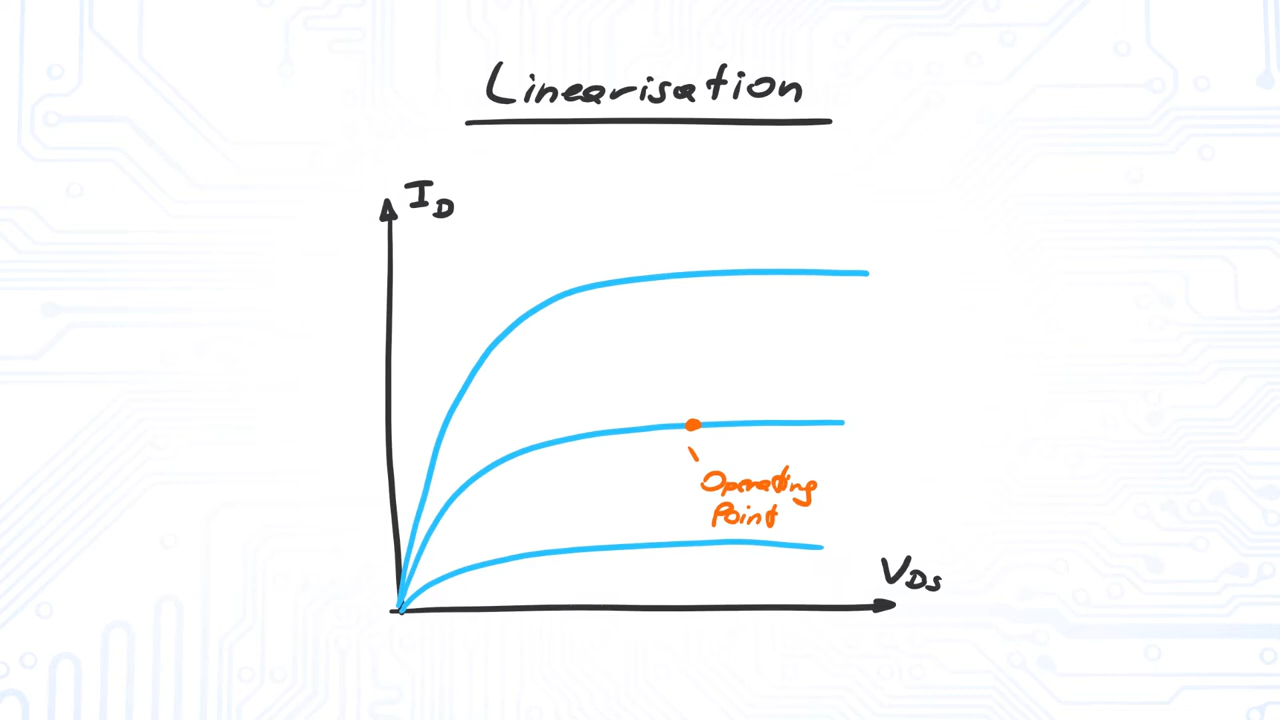 Linearisation
I_D
Operating
Point
V_Ds